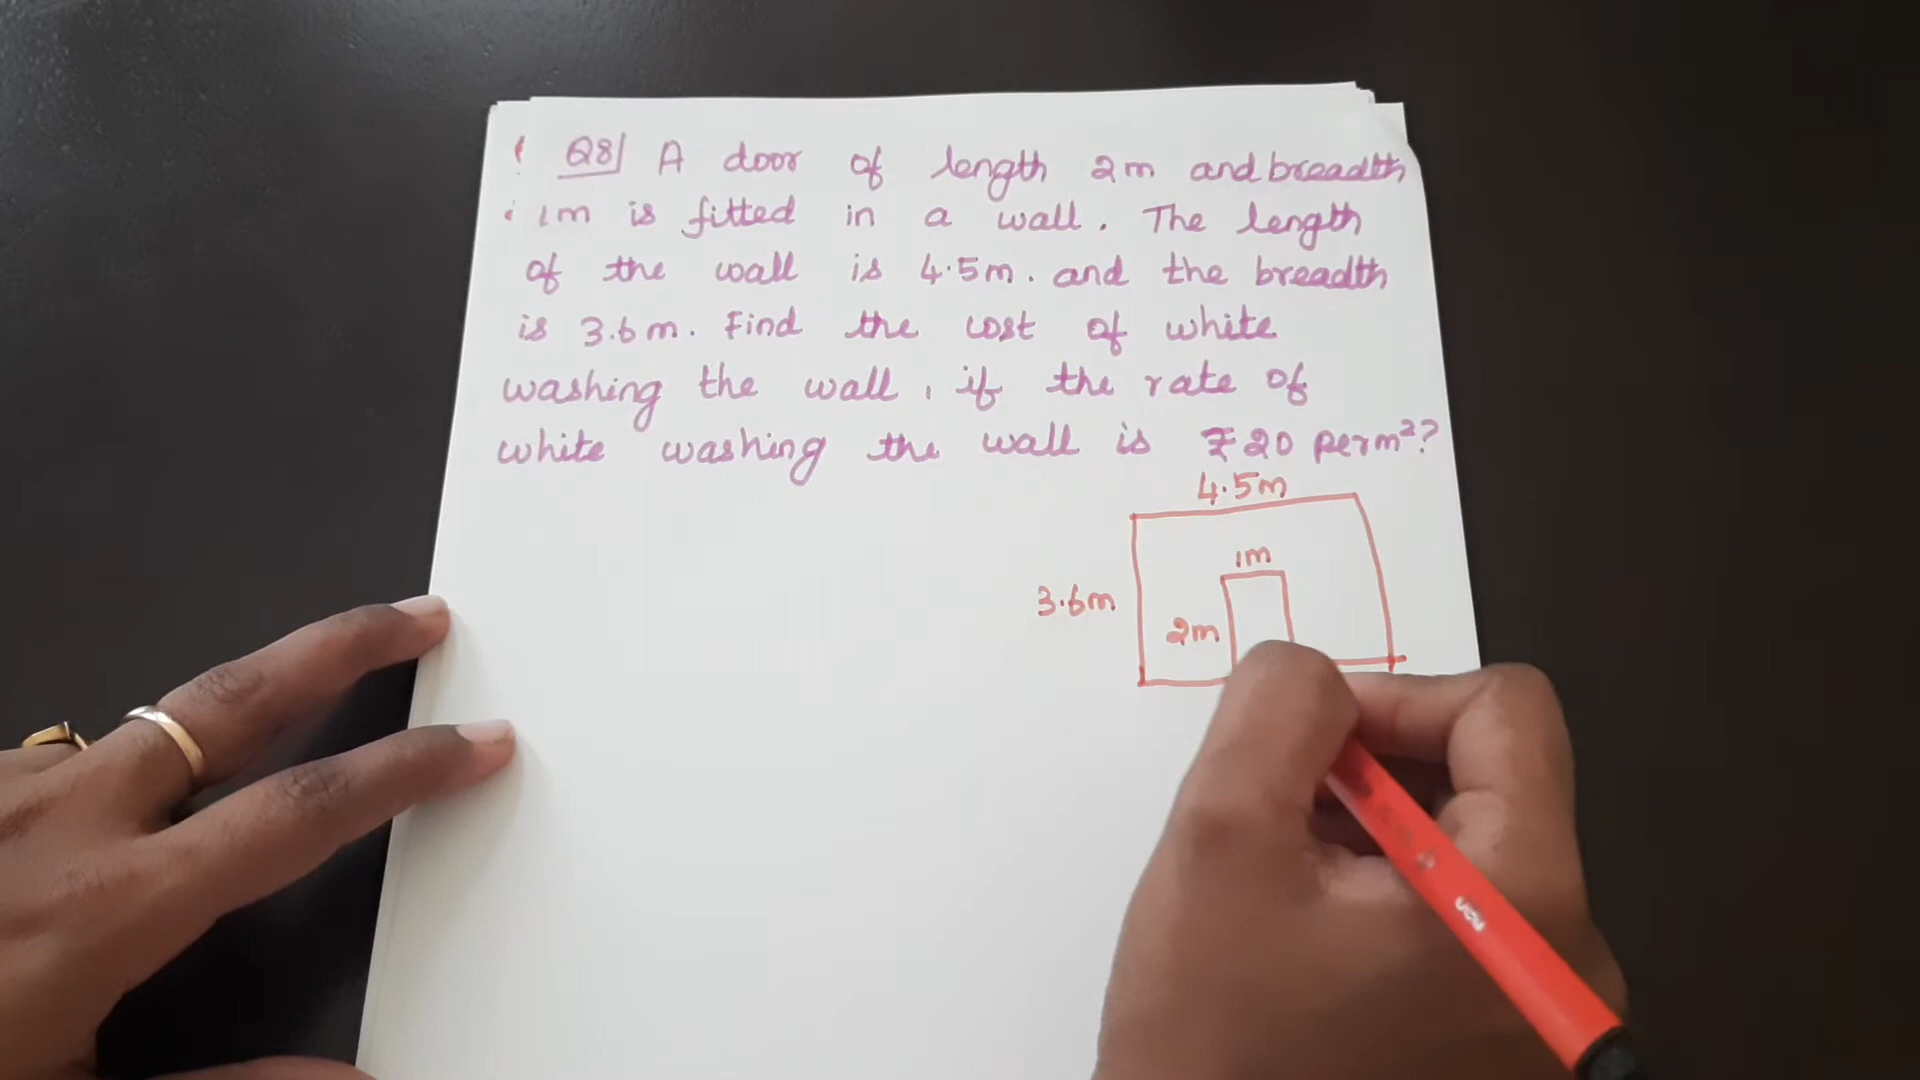 Q8 A door of length 2m and breadth
1m is fitted in a wall. The length
of the wall is 4.5m. and the breadth
is 3.6m. Find the cost of white
washing the wall, if the rate of
white washing the wall is ₹20 per m²?
4.5m
1m
3.6m
2m